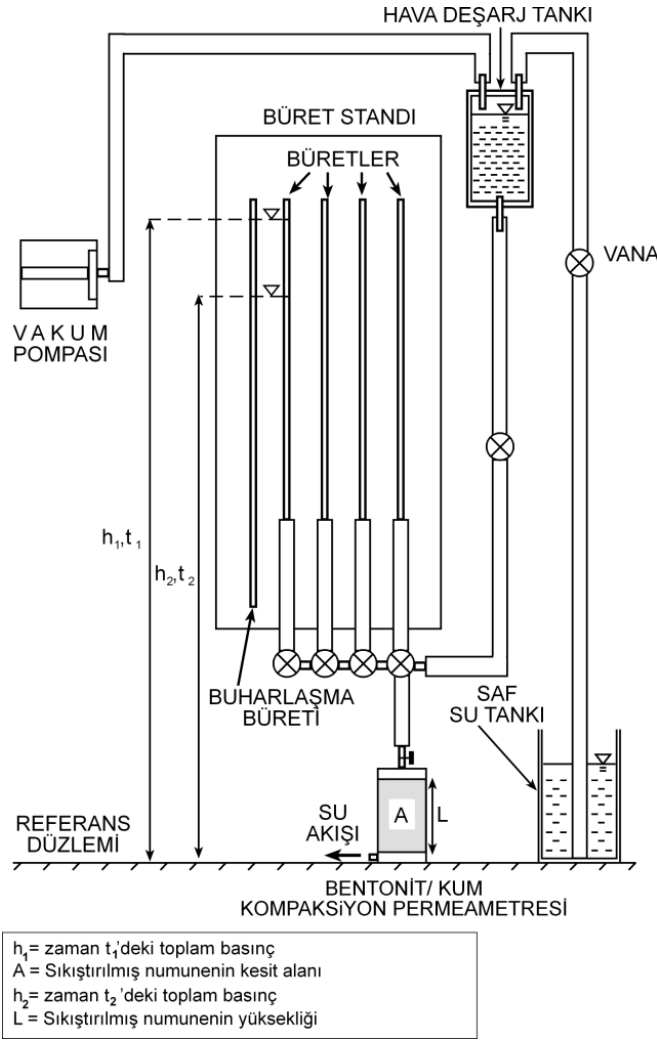 HAVA DEŞARJ TANKI
BÜRET STANDI
BÜRETLER
VANA
VAKUM
POMPASI
h₁,t₁
h₂,t₂
BUHARLAŞMA
BÜRETİ
SAF
SU TANKI
A
L
SU
AKIŞI
REFERANS
DÜZLEMİ
BENTONİT/ KUM
KOMPAKSiYON PERMEAMETRESİ
h₁= zaman t₁'deki toplam basınç
A = Sıkıştırılmış numunenin kesit alanı
h₂= zaman t₂'deki toplam basınç
L = Sıkıştırılmış numunenin yüksekliği